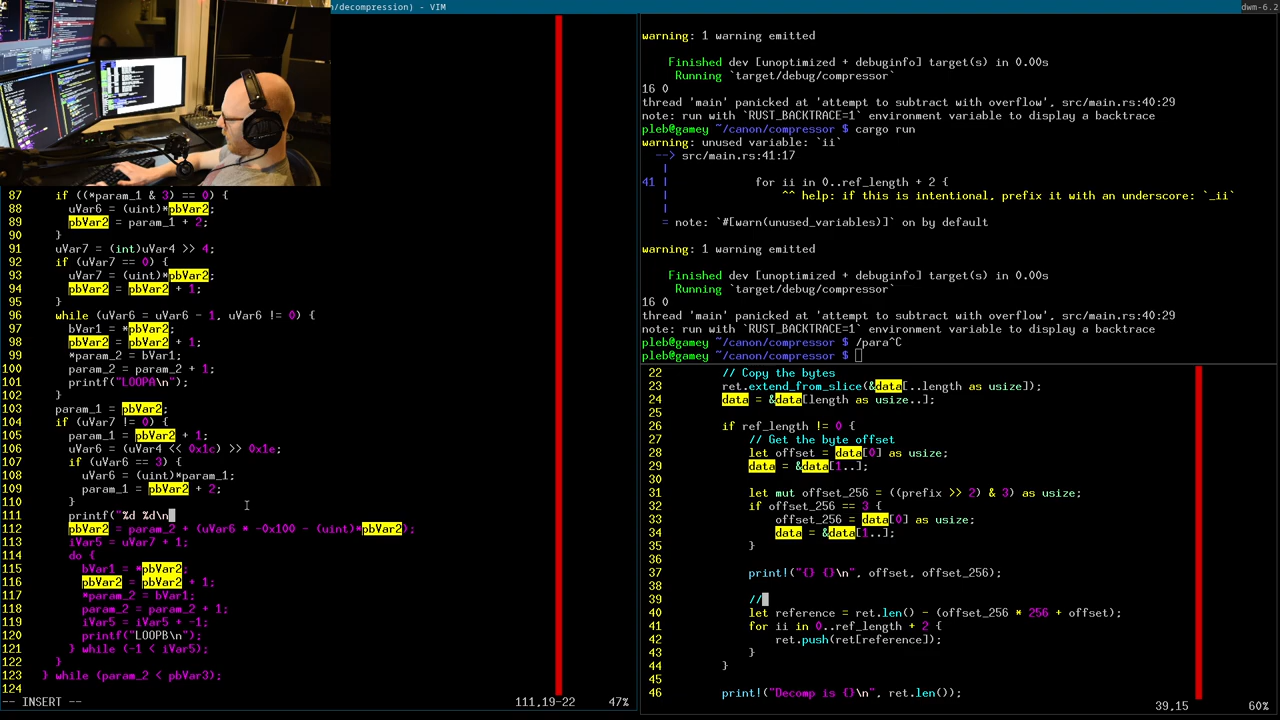 /decompression) - VIM
dwm-6.2
87 if ((*param_1 & 3) == 0) {
88 uVar6 = (uint)*pbVar2;
89 pbVar2 = param_1 + 2;
90 }
91 uVar7 = (int)uVar4 >> 4;
92 if (uVar7 == 0) {
93 uVar7 = (uint)*pbVar2;
94 pbVar2 = pbVar2 + 1;
95 }
96 while (uVar6 = uVar6 - 1, uVar6 != 0) {
97 bVar1 = *pbVar2;
98 pbVar2 = pbVar2 + 1;
99 *param_2 = bVar1;
100 param_2 = param_2 + 1;
101 printf("LOOPA\n");
102 }
103 param_1 = pbVar2;
104 if (uVar7 != 0) {
105 param_1 = pbVar2 + 1;
106 uVar6 = (uVar4 << 0x1c) >> 0x1e;
107 if (uVar6 == 3) {
108 uVar6 = (uint)*param_1;
109 param_1 = pbVar2 + 2;
110 }
111 printf("%d %d\n
112 pbVar2 = param_2 + (uVar6 * -0x100 - (uint)*pbVar2);
113 iVar5 = uVar7 + 1;
114 do {
115 bVar1 = *pbVar2;
116 pbVar2 = pbVar2 + 1;
117 *param_2 = bVar1;
118 param_2 = param_2 + 1;
119 iVar5 = iVar5 + -1;
120 printf("LOOPB\n");
121 } while (-1 < iVar5);
122 }
123 } while (param_2 < pbVar3);
124
-- INSERT -- 111,19-22 47%
warning: 1 warning emitted
Finished dev [unoptimized + debuginfo] target(s) in 0.00s
Running `target/debug/compressor`
16 0
thread 'main' panicked at 'attempt to subtract with overflow', src/main.rs:40:29
note: run with `RUST_BACKTRACE=1` environment variable to display a backtrace
pleb@gamey ~/canon/compressor $ cargo run
warning: unused variable: `ii`
--> src/main.rs:41:17
|
41 | for ii in 0..ref_length + 2 {
| ^^ help: if this is intentional, prefix it with an underscore: `_ii`
|
= note: `#[warn(unused_variables)]` on by default
warning: 1 warning emitted
Finished dev [unoptimized + debuginfo] target(s) in 0.00s
Running `target/debug/compressor`
16 0
thread 'main' panicked at 'attempt to subtract with overflow', src/main.rs:40:29
note: run with `RUST_BACKTRACE=1` environment variable to display a backtrace
pleb@gamey ~/canon/compressor $ /para^C
pleb@gamey ~/canon/compressor $
22 // Copy the bytes
23 ret.extend_from_slice(&data[..length as usize]);
24 data = &data[length as usize..];
25
26 if ref_length != 0 {
27 // Get the byte offset
28 let offset = data[0] as usize;
29 data = &data[1..];
30
31 let mut offset_256 = ((prefix >> 2) & 3) as usize;
32 if offset_256 == 3 {
33 offset_256 = data[0] as usize;
34 data = &data[1..];
35 }
36
37 print!("{} {}\n", offset, offset_256);
38
39 //
40 let reference = ret.len() - (offset_256 * 256 + offset);
41 for ii in 0..ref_length + 2 {
42 ret.push(ret[reference]);
43 }
44 }
45
46 print!("Decomp is {}\n", ret.len());
39,15 60%